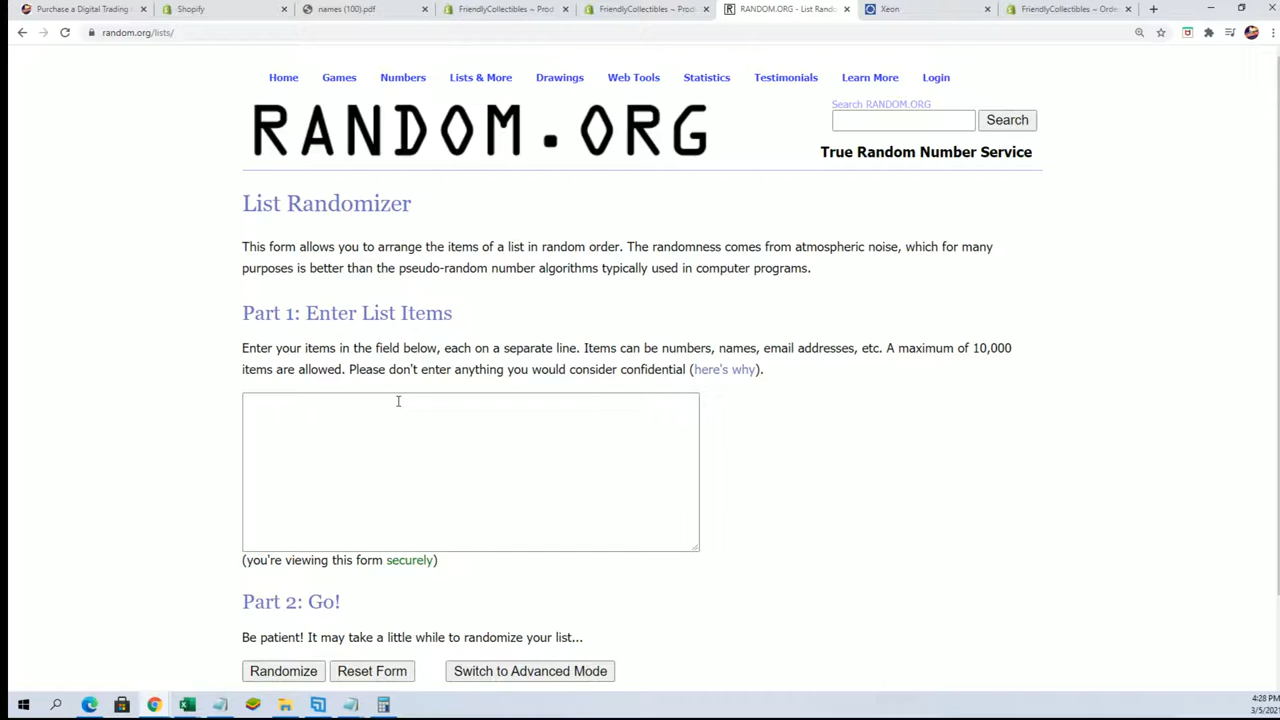 Purchase a Digital Trading
Shopify
names (100).pdf
FriendlyCollectibles ~ Prod
FriendlyCollectibles ~ Produ
RANDOM.ORG - List Rando
Xeon
FriendlyCollectibles ~ Orde
random.org/lists/
Home Games Numbers Lists & More Drawings Web Tools Statistics Testimonials Learn More Login
RANDOM.ORG
Search RANDOM.ORG
Search
True Random Number Service
List Randomizer
This form allows you to arrange the items of a list in random order. The randomness comes from atmospheric noise, which for many
purposes is better than the pseudo-random number algorithms typically used in computer programs.
Part 1: Enter List Items
Enter your items in the field below, each on a separate line. Items can be numbers, names, email addresses, etc. A maximum of 10,000
items are allowed. Please don't enter anything you would consider confidential (here's why).
(you're viewing this form securely)
Part 2: Go!
Be patient! It may take a little while to randomize your list...
Randomize Reset Form Switch to Advanced Mode
4:28 PM